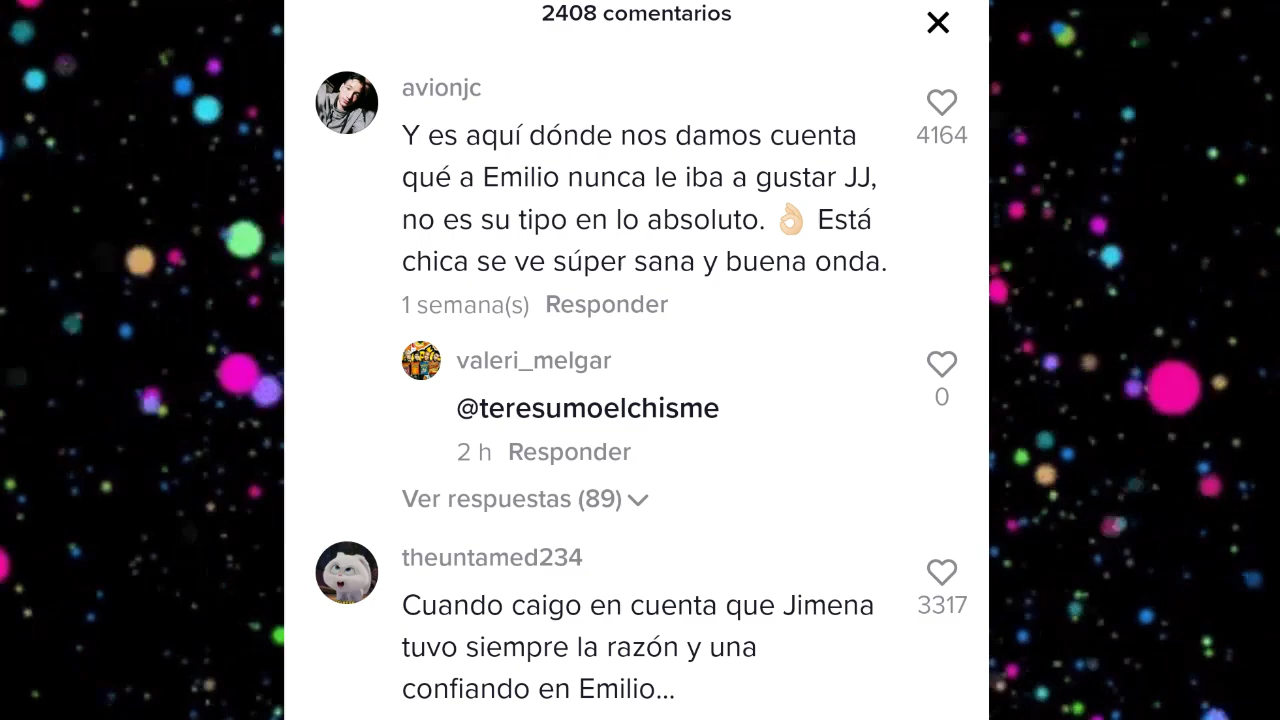 2408 comentarios
avionjc
Y es aquí dónde nos damos cuenta
qué a Emilio nunca le iba a gustar JJ,
no es su tipo en lo absoluto. 👌🏻 Está
chica se ve súper sana y buena onda.
4164
1 semana(s) Responder
valeri_melgar
@teresumoelchisme
0
2 h Responder
Ver respuestas (89)
theuntamed234
Cuando caigo en cuenta que Jimena
tuvo siempre la razón y una
confiando en Emilio...
3317